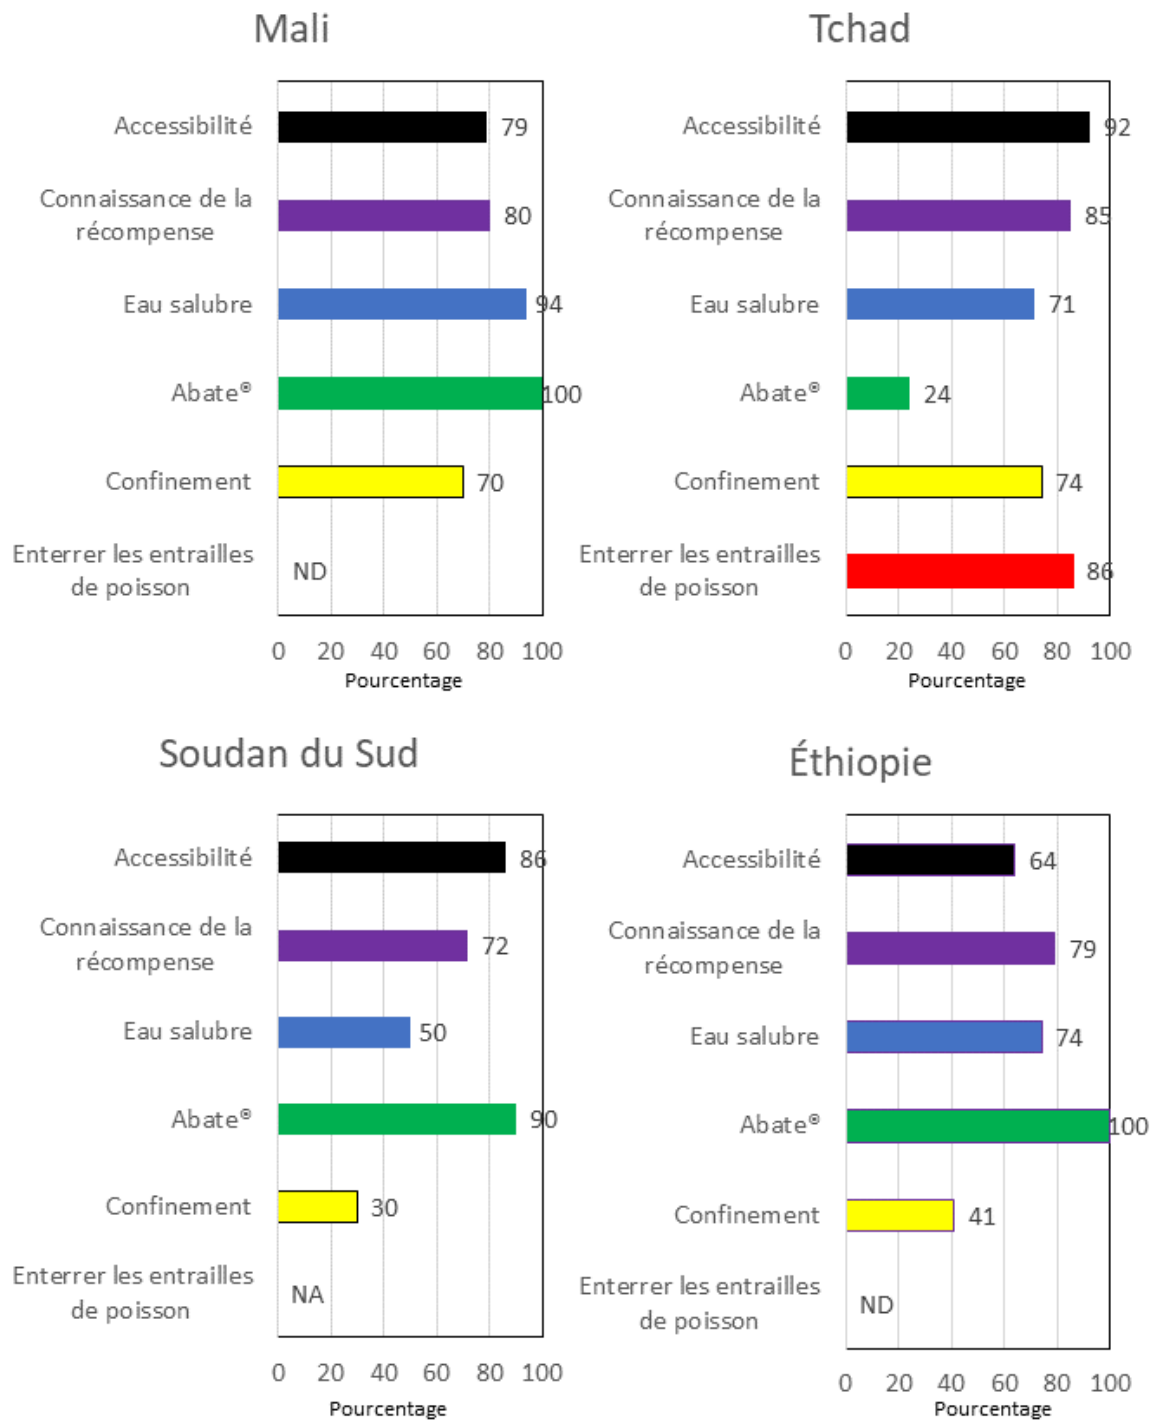 Mali
Accessibilité
79
Connaissance de la
récompense
80
Eau salubre
94
Abate®
100
Confinement
70
Enterrer les entrailles
de poisson
ND
0 20 40 60 80 100
Pourcentage
Tchad
Accessibilité
92
Connaissance de la
récompense
85
Eau salubre
71
Abate®
24
Confinement
74
Enterrer les entrailles
de poisson
86
0 20 40 60 80 100
Pourcentage
Soudan du Sud
Accessibilité
86
Connaissance de la
récompense
72
Eau salubre
50
Abate®
90
Confinement
30
Enterrer les entrailles
de poisson
NA
0 20 40 60 80 100
Pourcentage
Éthiopie
Accessibilité
64
Connaissance de la
récompense
79
Eau salubre
74
Abate®
100
Confinement
41
Enterrer les entrailles
de poisson
ND
0 20 40 60 80 100
Pourcentage